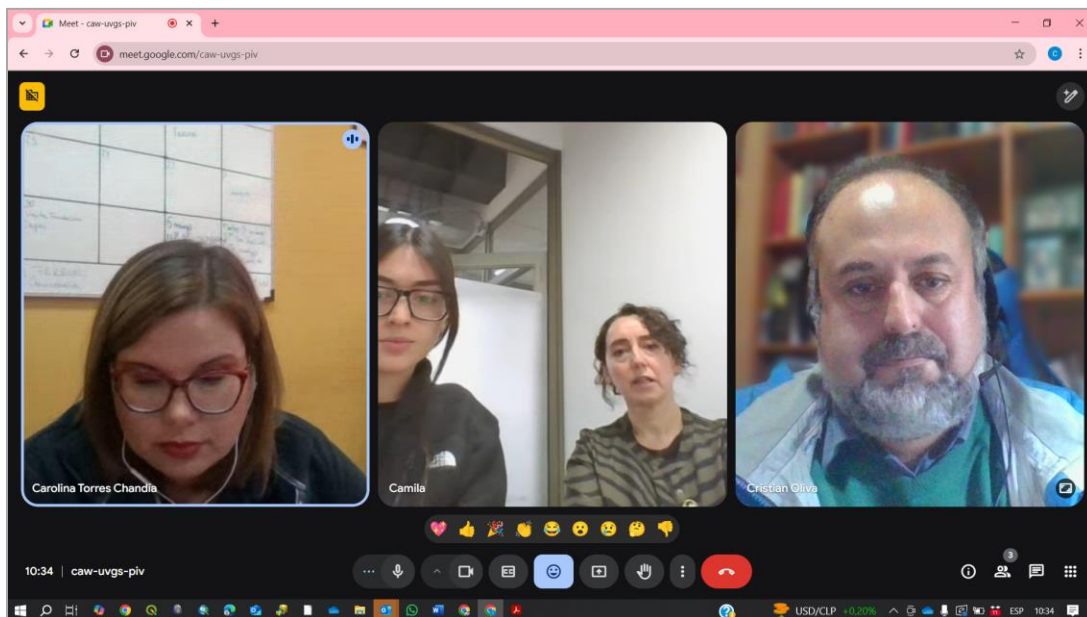 Meet - caw-uvgs-piv
meet.google.com/caw-uvgs-piv
C
Carolina Torres Chandía
Camila
Cristian Oliva
3
10:34 | caw-uvgs-piv
USD/CLP +0,20%
ESP
10:34